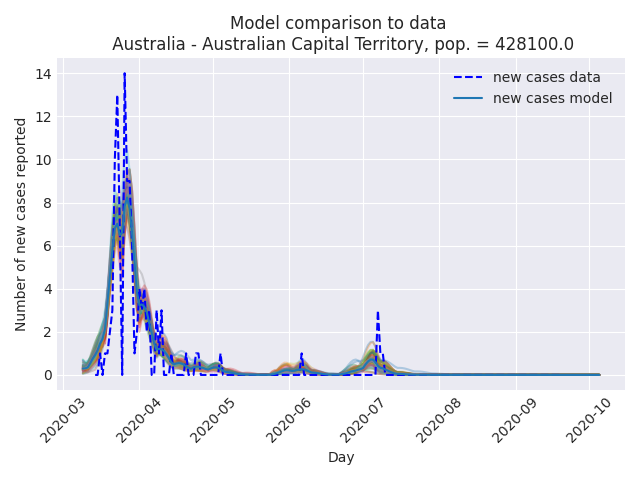 Model comparison to data
Australia - Australian Capital Territory, pop. = 428100.0
new cases data
new cases model
Number of new cases reported
14
12
10
8
6
4
2
0
2020-03
2020-04
2020-05
2020-06
2020-07
2020-08
2020-09
2020-10
Day